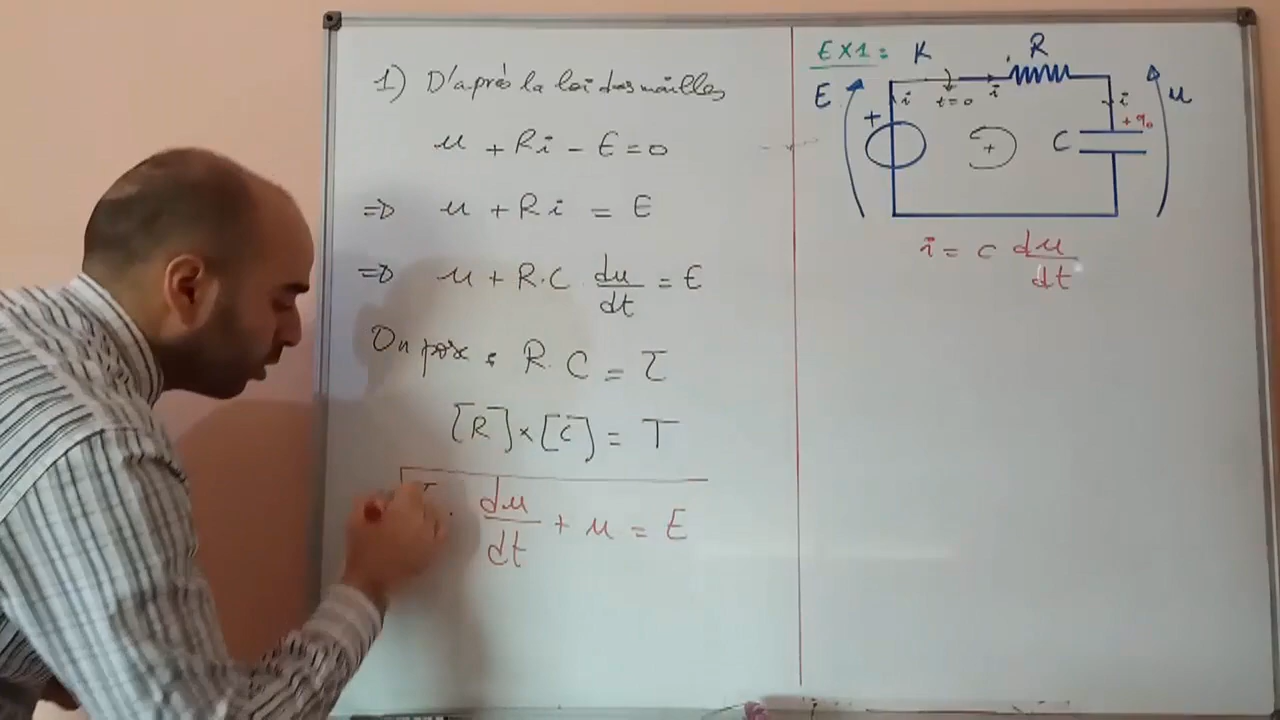 1) D'après la loi des mailles
u + Ri - E = 0
=> u + Ri = E
=> u + R.C. du/dt = E
On pose : R.C = τ
[R] × [C] = T
τ . du/dt + u = E
EX1: K R
E i t=0 i i u
+ +q₀
+ C
i = c du/dt